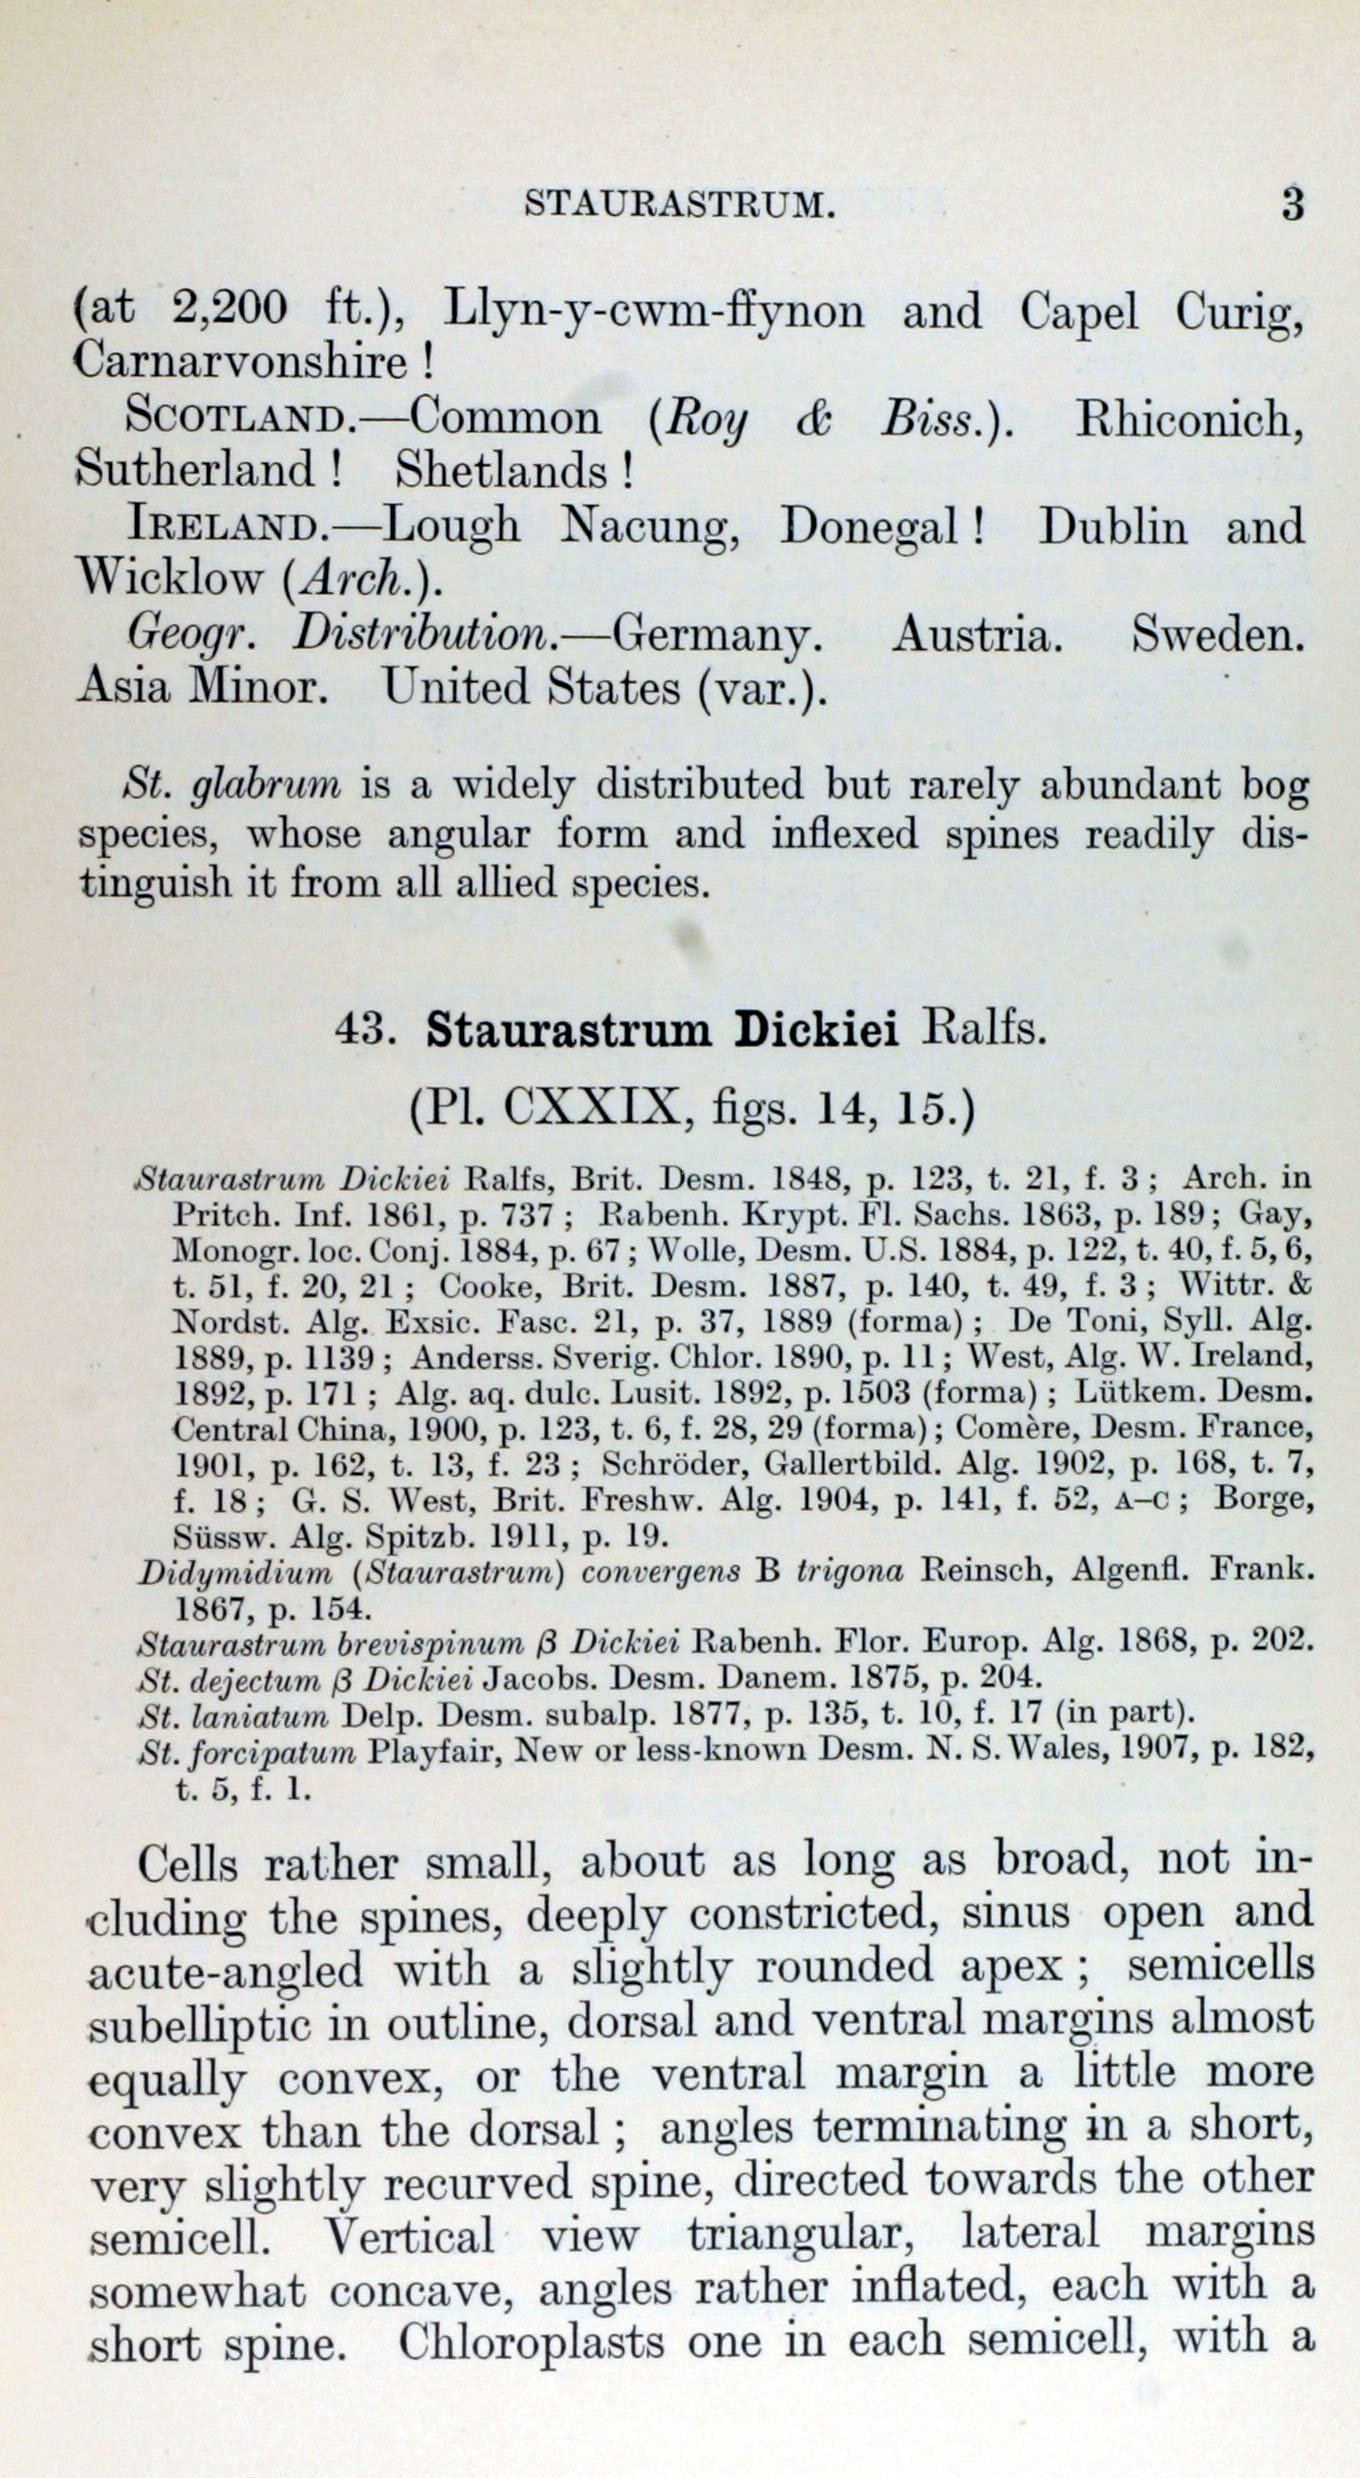 STAURASTRUM. 3
(at 2,200 ft.), Llyn-y-cwm-ffynon and Capel Curig,
Carnarvonshire !
SCOTLAND.—Common (Roy & Biss.). Rhiconich,
Sutherland ! Shetlands !
IRELAND.—Lough Nacung, Donegal ! Dublin and
Wicklow (Arch.).
Geogr. Distribution.—Germany. Austria. Sweden.
Asia Minor. United States (var.).
St. glabrum is a widely distributed but rarely abundant bog
species, whose angular form and inflexed spines readily dis-
tinguish it from all allied species.
43. Staurastrum Dickiei Ralfs.
(Pl. CXXIX, figs. 14, 15.)
Staurastrum Dickiei Ralfs, Brit. Desm. 1848, p. 123, t. 21, f. 3 ; Arch. in
Pritch. Inf. 1861, p. 737 ; Rabenh. Krypt. Fl. Sachs. 1863, p. 189 ; Gay,
Monogr. loc. Conj. 1884, p. 67 ; Wolle, Desm. U.S. 1884, p. 122, t. 40, f. 5, 6,
t. 51, f. 20, 21 ; Cooke, Brit. Desm. 1887, p. 140, t. 49, f. 3 ; Wittr. &
Nordst. Alg. Exsic. Fasc. 21, p. 37, 1889 (forma) ; De Toni, Syll. Alg.
1889, p. 1139 ; Anderss. Sverig. Chlor. 1890, p. 11 ; West, Alg. W. Ireland,
1892, p. 171 ; Alg. aq. dulc. Lusit. 1892, p. 1503 (forma) ; Lütkem. Desm.
Central China, 1900, p. 123, t. 6, f. 28, 29 (forma) ; Comère, Desm. France,
1901, p. 162, t. 13, f. 23 ; Schröder, Gallertbild. Alg. 1902, p. 168, t. 7,
f. 18 ; G. S. West, Brit. Freshw. Alg. 1904, p. 141, f. 52, A–C ; Borge,
Süssw. Alg. Spitzb. 1911, p. 19.
Didymidium (Staurastrum) convergens B trigona Reinsch, Algenfl. Frank.
1867, p. 154.
Staurastrum brevispinum β Dickiei Rabenh. Flor. Europ. Alg. 1868, p. 202.
St. dejectum β Dickiei Jacobs. Desm. Danem. 1875, p. 204.
St. laniatum Delp. Desm. subalp. 1877, p. 135, t. 10, f. 17 (in part).
St. forcipatum Playfair, New or less-known Desm. N. S. Wales, 1907, p. 182,
t. 5, f. 1.
Cells rather small, about as long as broad, not in-
cluding the spines, deeply constricted, sinus open and
acute-angled with a slightly rounded apex ; semicells
subelliptic in outline, dorsal and ventral margins almost
equally convex, or the ventral margin a little more
convex than the dorsal ; angles terminating in a short,
very slightly recurved spine, directed towards the other
semicell. Vertical view triangular, lateral margins
somewhat concave, angles rather inflated, each with a
short spine. Chloroplasts one in each semicell, with a